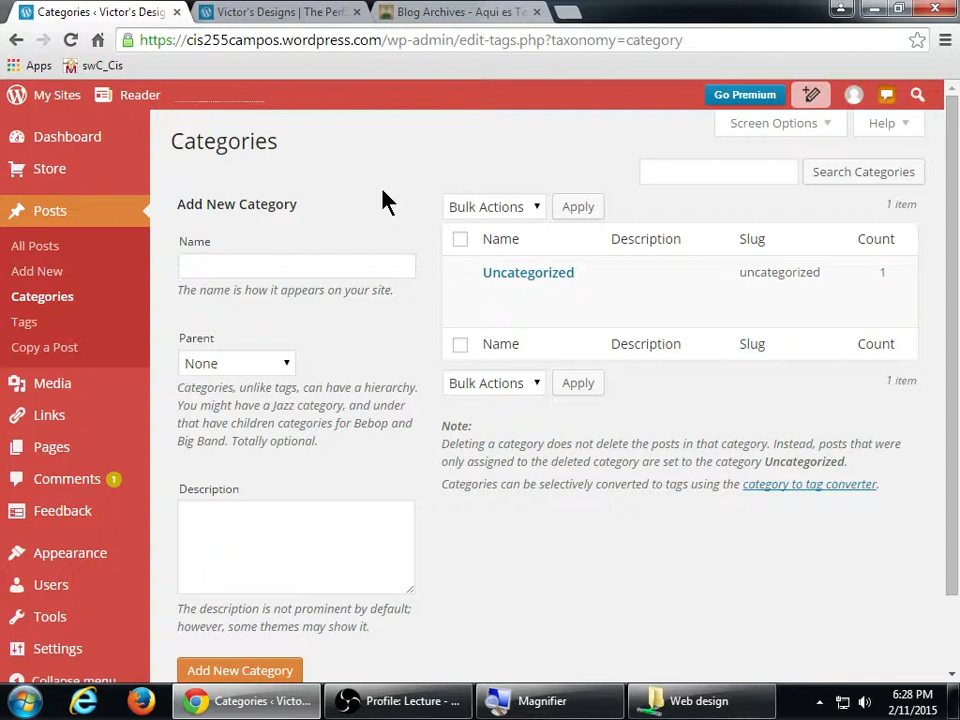 Categories ‹ Victor's Desig
Victor's Designs | The Perf
Blog Archives - Aqui es Te
https://cis255campos.wordpress.com/wp-admin/edit-tags.php?taxonomy=category
Apps
swC_Cis
My Sites
Reader
Go Premium
Dashboard
Store
Posts
All Posts
Add New
Categories
Tags
Copy a Post
Media
Links
Pages
Comments 1
Feedback
Appearance
Users
Tools
Settings
Collapse menu
Screen Options
Help
Categories
Search Categories
Add New Category
Name
The name is how it appears on your site.
Parent
None
Categories, unlike tags, can have a hierarchy.
You might have a Jazz category, and under
that have children categories for Bebop and
Big Band. Totally optional.
Description
The description is not prominent by default;
however, some themes may show it.
Add New Category
Bulk Actions
Apply
1 item
Name Description Slug Count
Uncategorized uncategorized 1
Name Description Slug Count
Bulk Actions
Apply
1 item
Note:
Deleting a category does not delete the posts in that category. Instead, posts that
were only assigned to the deleted category are set to the category Uncategorized.
Categories can be selectively converted to tags using the category to tag converter.
Categories ‹ Victo...
Profile: Lecture - ...
Magnifier
Web design
6:28 PM
2/11/2015